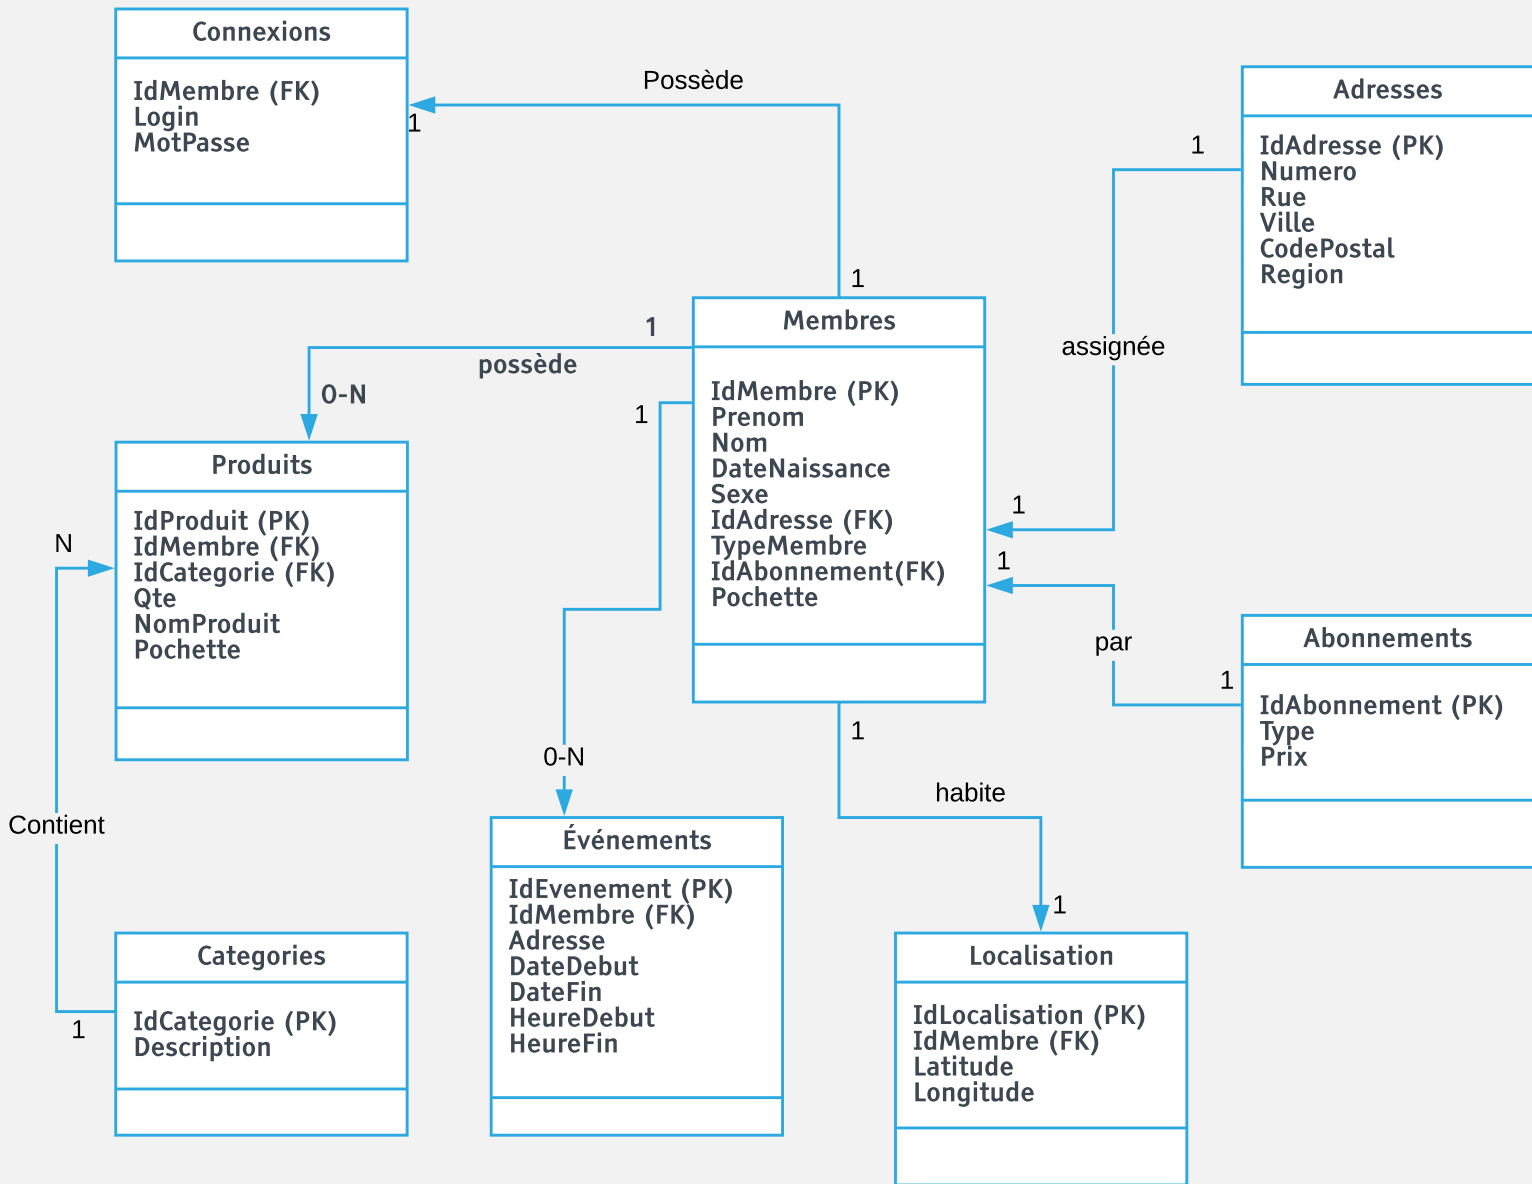 Connexions
IdMembre (FK)
Login
MotPasse
Possède
1
1
Adresses
IdAdresse (PK)
Numero
Rue
Ville
CodePostal
Region
1
assignée
1
Membres
IdMembre (PK)
Prenom
Nom
DateNaissance
Sexe
IdAdresse (FK)
TypeMembre
IdAbonnement(FK)
Pochette
1
possède
0-N
Produits
IdProduit (PK)
IdMembre (FK)
IdCategorie (FK)
Qte
NomProduit
Pochette
N
Contient
1
Categories
IdCategorie (PK)
Description
1
0-N
Événements
IdEvenement (PK)
IdMembre (FK)
Adresse
DateDebut
DateFin
HeureDebut
HeureFin
1
habite
1
Localisation
IdLocalisation (PK)
IdMembre (FK)
Latitude
Longitude
1
par
1
Abonnements
IdAbonnement (PK)
Type
Prix